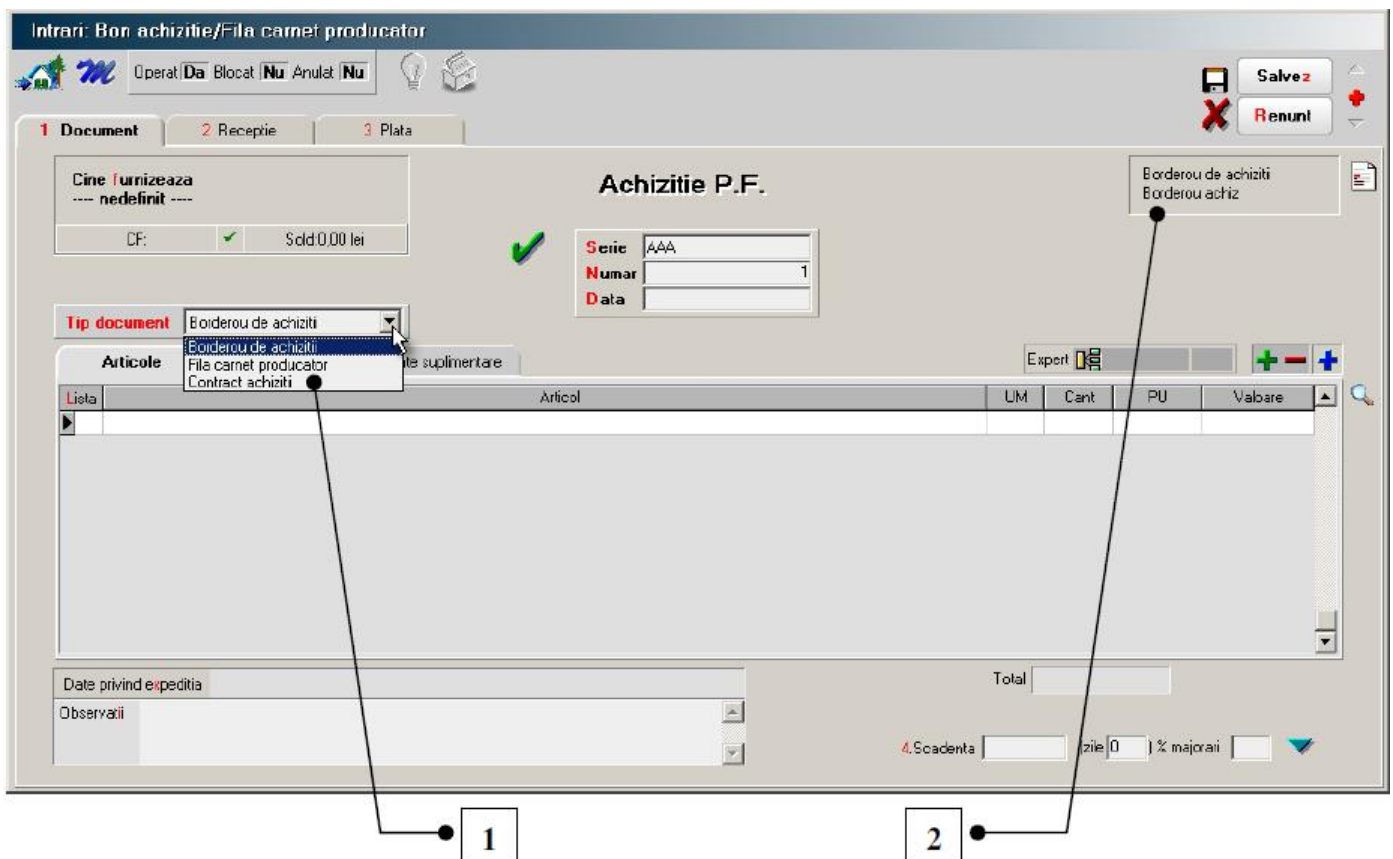 Intrari: Bon achizitie/Fila carnet producator
Operat Da Blocat Nu Anulat Nu
Salvez
Renunt
1 Document 2 Receptie 3 Plata
Cine furnizeaza
---- nedefinit ----
CF: Sold:0,00 lei
Achizitie P.F.
Borderou de achizitii
Borderou achiz
Serie AAA
Numar 1
Data
Tip document Borderou de achizitii
Borderou de achizitii
Fila carnet producator
Contract achizitii
Articole suplimentare
Expert
Lista Articol UM Cant PU Valoare
Date privind expeditia
Observatii
Total
4.Scadenta (zile 0 ) % majorari
1 2